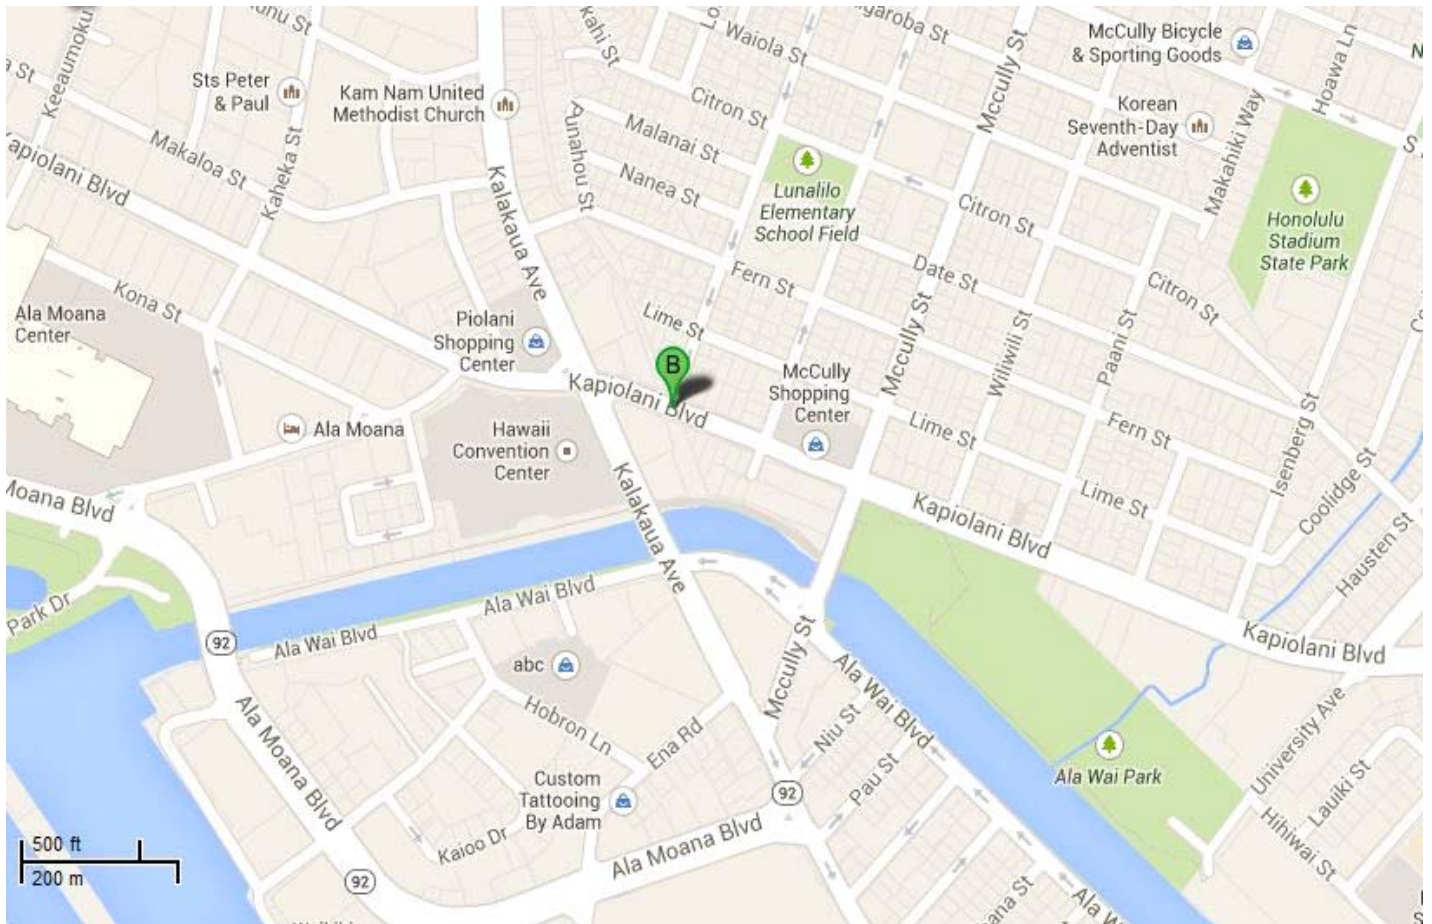 Keeaumoku
Kaheka St
Sts Peter
& Paul
Kam Nam United
Methodist Church
Makaloa St
Kapiolani Blvd
Kona St
Ala Moana
Center
Ala Moana
Kalakaua Ave
Piolani
Shopping
Center
Hawaii
Convention
Center
Kapiolani Blvd
B
Punahou St
Waiola St
Citron St
Malanai St
Nanea St
Lunalilo
Elementary
School Field
Fern St
Lime St
McCully
Shopping
Center
Mccully St
McCully Bicycle
& Sporting Goods
Korean
Seventh-Day
Adventist
Makahiki Way
Hoawa Ln
Honolulu
Stadium
State Park
Citron St
Date St
Citron St
Mccully St
Wiliwili St
Paani St
Lime St
Fern St
Lime St
Isenberg St
Coolidge St
Hausten St
Kapiolani Blvd
Kapiolani Blvd
Kalakaua Ave
Moana Blvd
Park Dr
92
Ala Wai Blvd
Ala Wai Blvd
abc
Hobron Ln
Ena Rd
Custom
Tattooing
By Adam
Kaioo Dr
Ala Moana Blvd
92
Ala Moana Blvd
92
Mccully St
Niu St
Pau St
Ala Wai Blvd
Ala Wai Park
University Ave
Lauiki St
Hihiwai St
Ala W
500 ft
200 m